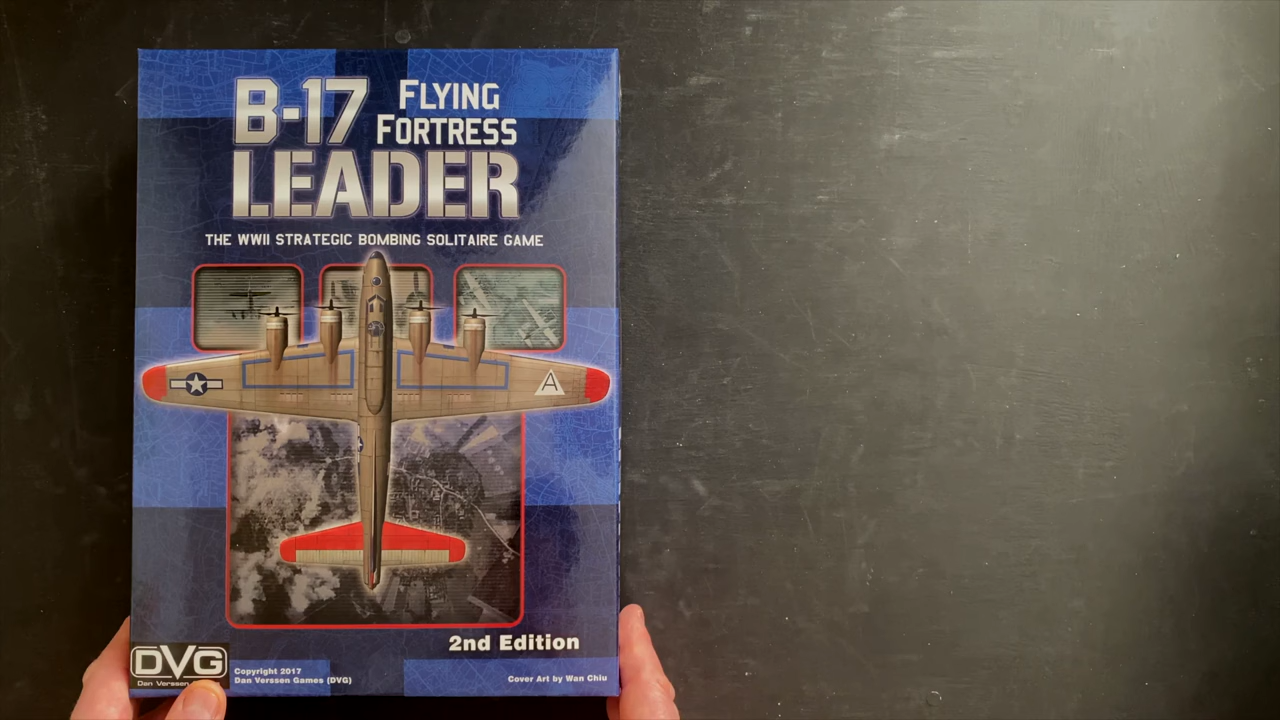 B-17 FLYING
FORTRESS
LEADER
THE WWII STRATEGIC BOMBING SOLITAIRE GAME
A
2nd Edition
DVG
Dan Verssen
Copyright 2017
Dan Verssen Games (DVG)
Cover Art by Wan Chiu